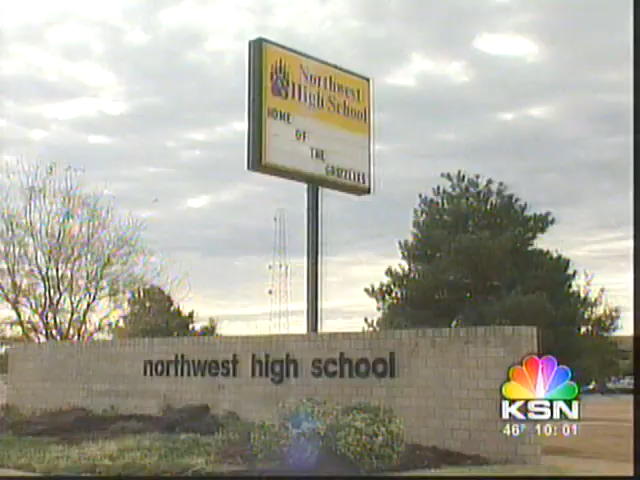 Northwest
High School
HOME
OF
THE
GRIZZLIES
northwest high school
KSN
46° 10:01